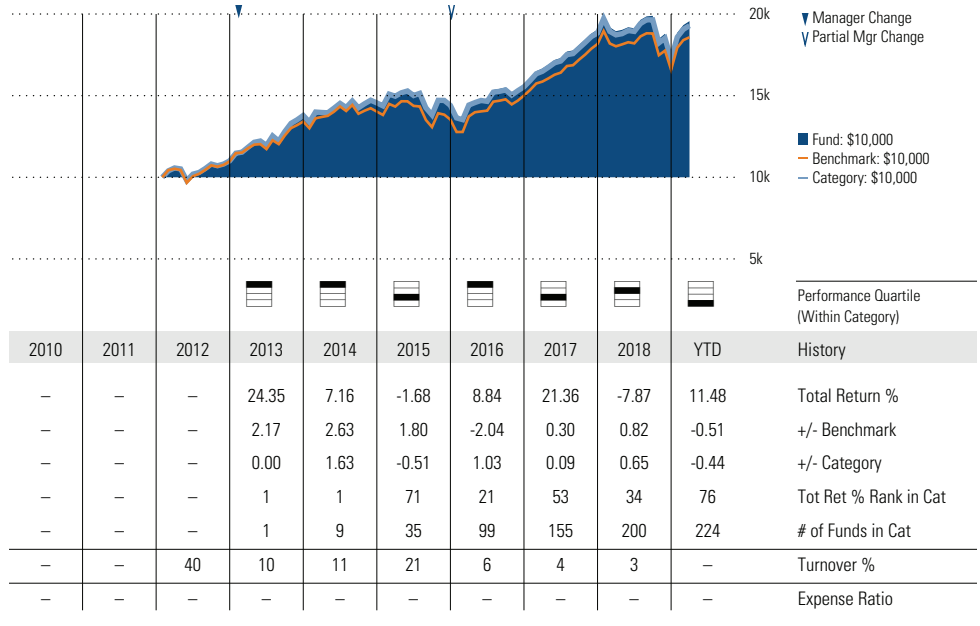 20k
▼ Manager Change
∨ Partial Mgr Change
15k
Fund: $10,000
Benchmark: $10,000
Category: $10,000
10k
5k
Performance Quartile
(Within Category)
2010 2011 2012 2013 2014 2015 2016 2017 2018 YTD History
– – – 24.35 7.16 -1.68 8.84 21.36 -7.87 11.48 Total Return %
– – – 2.17 2.63 1.80 -2.04 0.30 0.82 -0.51 +/- Benchmark
– – – 0.00 1.63 -0.51 1.03 0.09 0.65 -0.44 +/- Category
– – – 1 1 71 21 53 34 76 Tot Ret % Rank in Cat
– – – 1 9 35 99 155 200 224 # of Funds in Cat
– – 40 10 11 21 6 4 3 – Turnover %
– – – – – – – – – – Expense Ratio